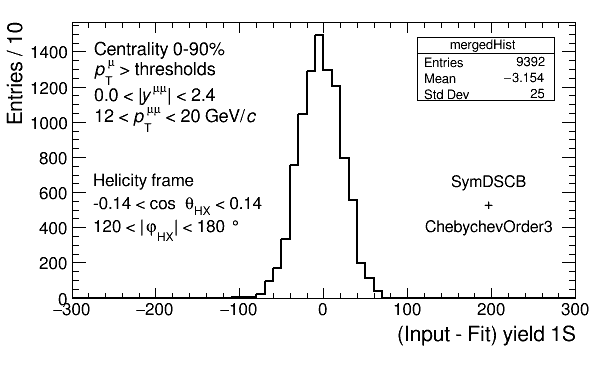 Entries / 10
1400
1200
1000
800
600
400
200
0
Centrality 0-90%
p_T^μ > thresholds
0.0 < |y^μμ| < 2.4
12 < p_T^μμ < 20 GeV/c
Helicity frame
-0.14 < cos θ_HX < 0.14
120 < |φ_HX| < 180 °
mergedHist
Entries 9392
Mean −3.154
Std Dev 25
SymDSCB
+
ChebychevOrder3
−300 −200 −100 0 100 200 300
(Input - Fit) yield 1S